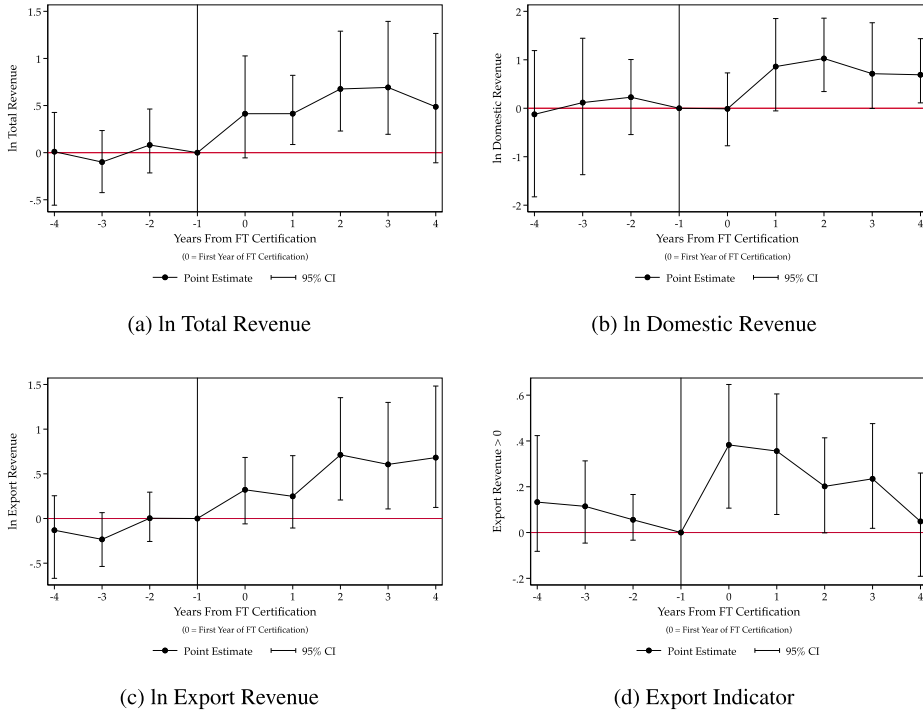 1.5
1
.5
0
-.5
ln Total Revenue
-4 -3 -2 -1 0 1 2 3 4
Years From FT Certification
(0 = First Year of FT Certification)
Point Estimate 95% CI
(a) ln Total Revenue
2
1
0
-1
-2
ln Domestic Revenue
-4 -3 -2 -1 0 1 2 3 4
Years From FT Certification
(0 = First Year of FT Certification)
Point Estimate 95% CI
(b) ln Domestic Revenue
1.5
1
.5
0
-.5
ln Export Revenue
-4 -3 -2 -1 0 1 2 3 4
Years From FT Certification
(0 = First Year of FT Certification)
Point Estimate 95% CI
(c) ln Export Revenue
.6
.4
.2
0
-.2
Export Revenue > 0
-4 -3 -2 -1 0 1 2 3 4
Years From FT Certification
(0 = First Year of FT Certification)
Point Estimate 95% CI
(d) Export Indicator